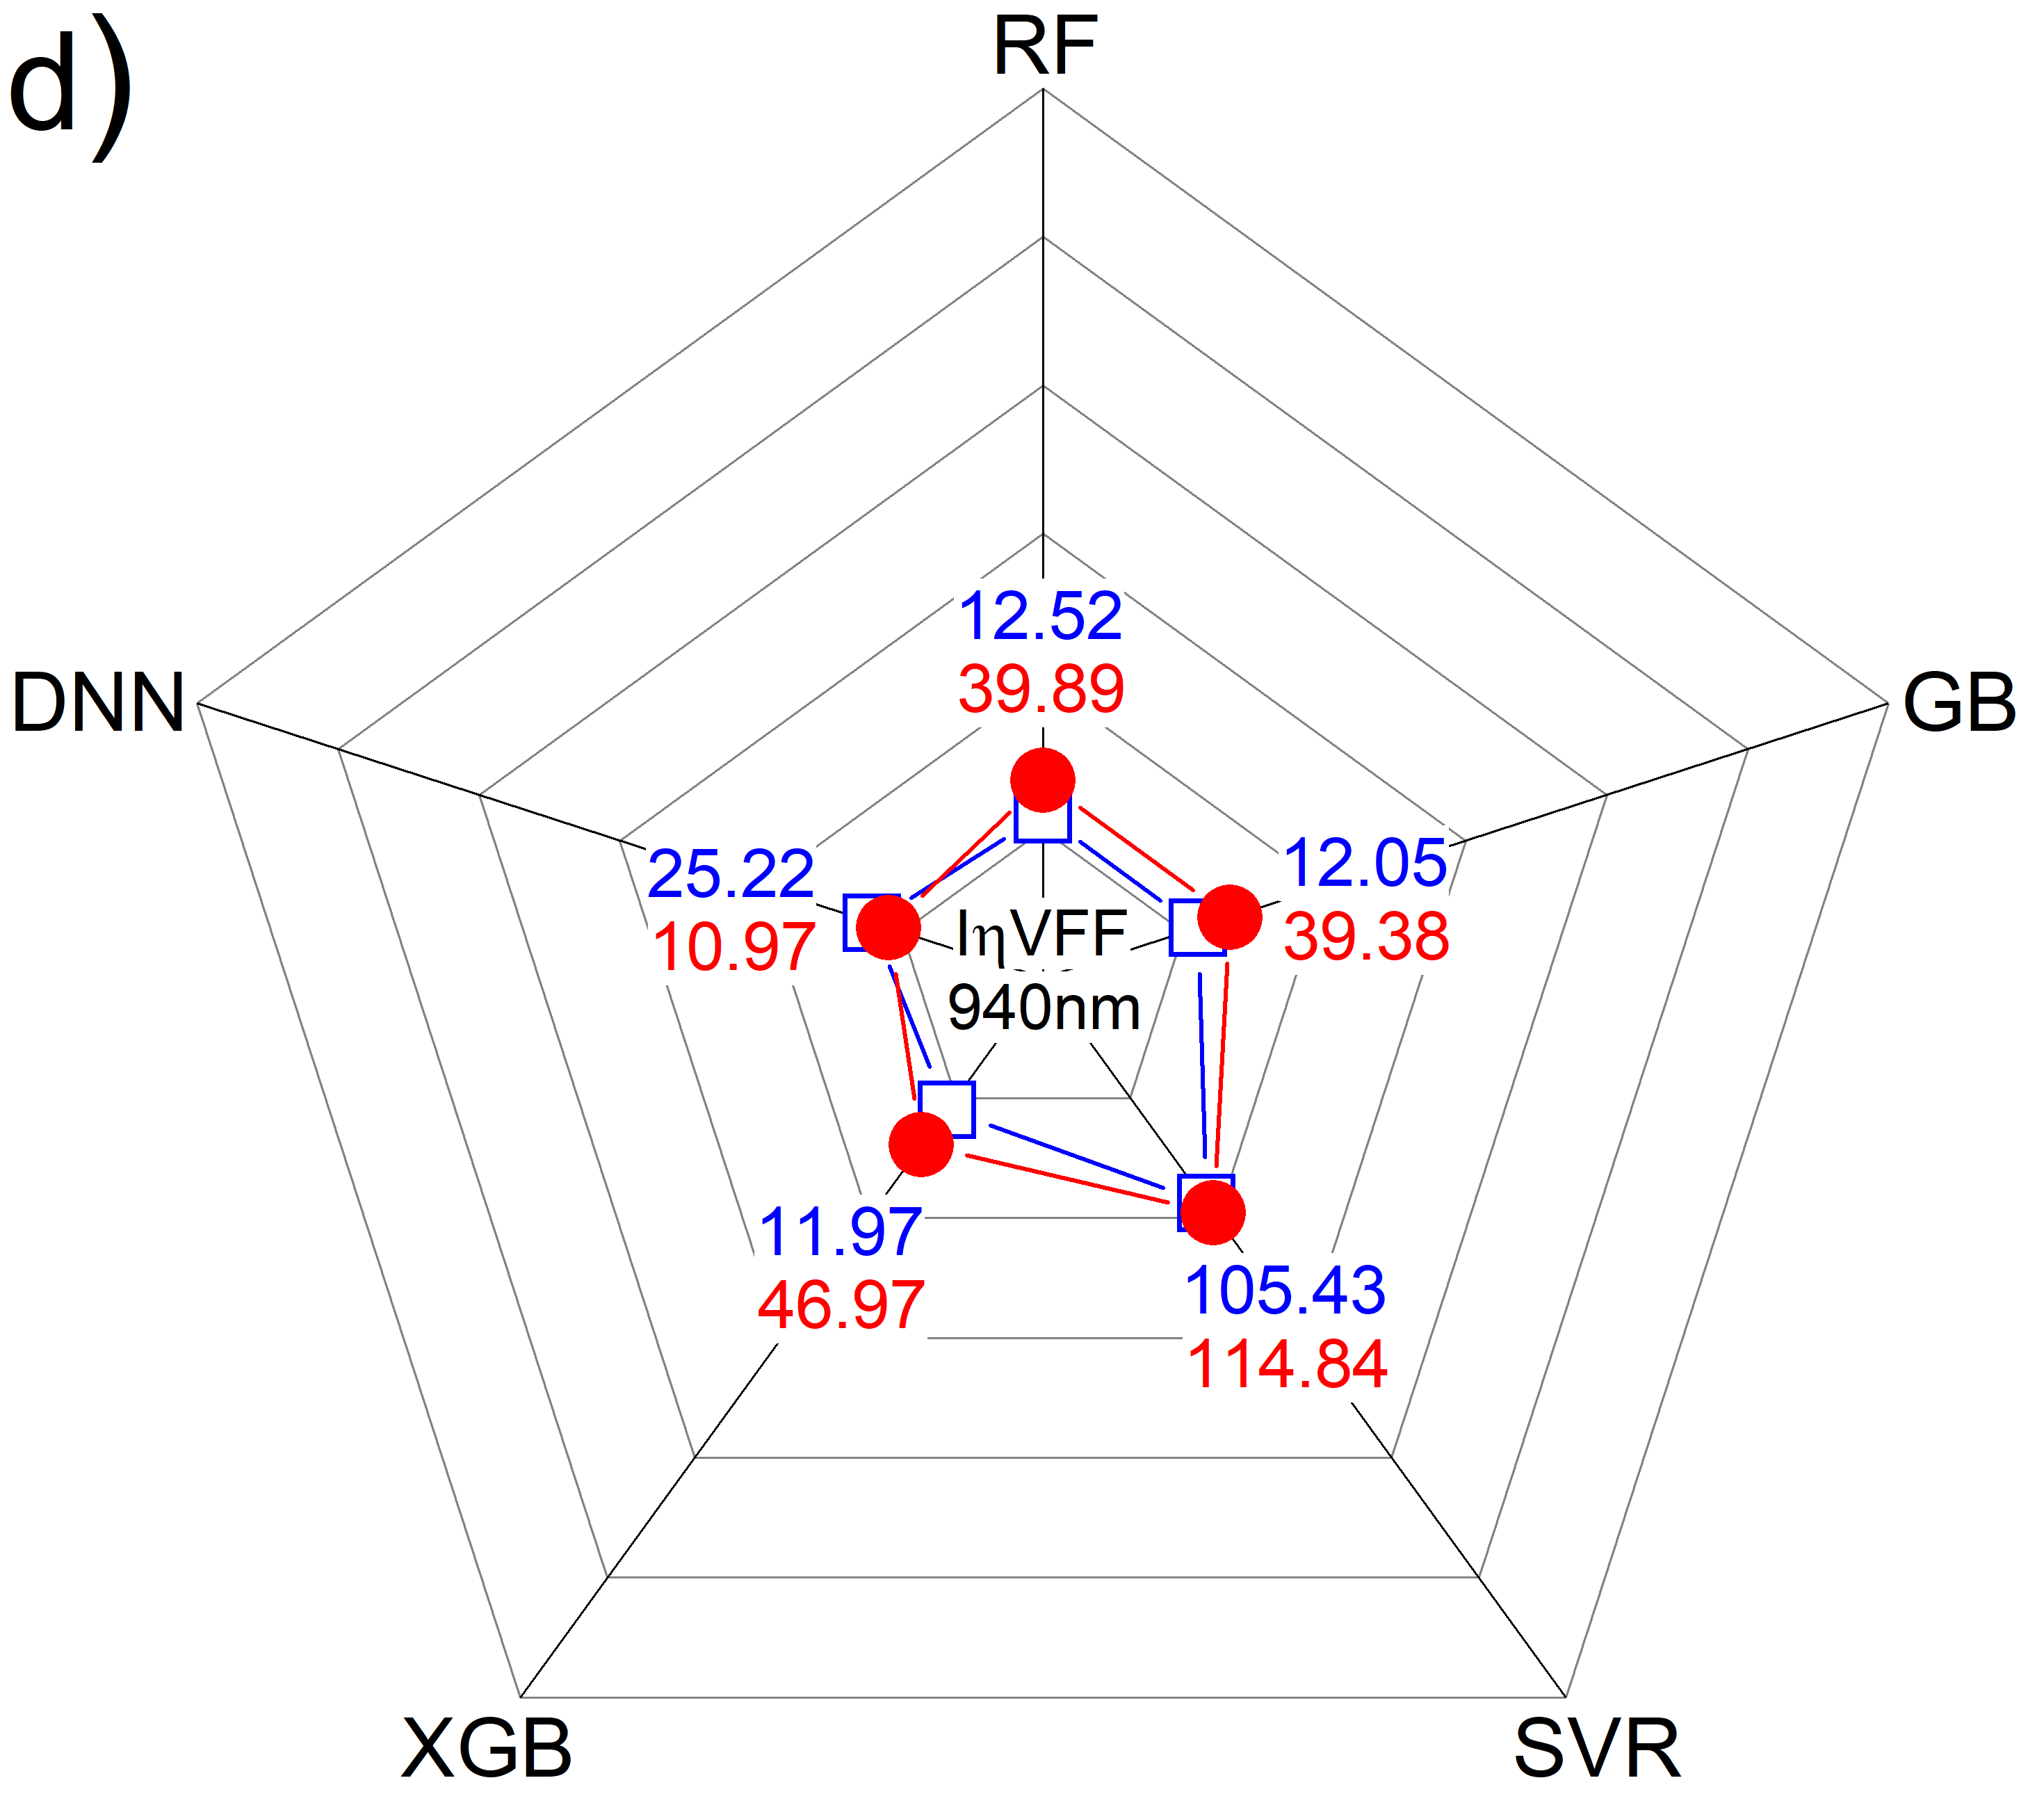 d)
RF
12.52
39.89
DNN
GB
25.22
10.97
12.05
39.38
IηVFF
940nm
11.97
46.97
105.43
114.84
XGB
SVR